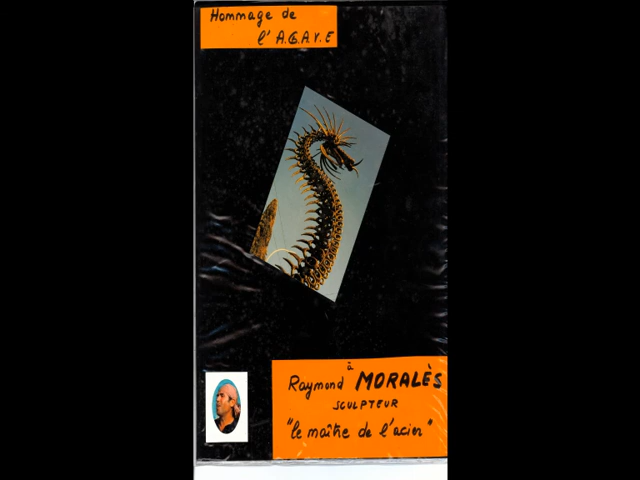 Hommage de
l' A.G.A.V.E
à
Raymond MORALÈS
SCULPTEUR
"le maître de l'acier"